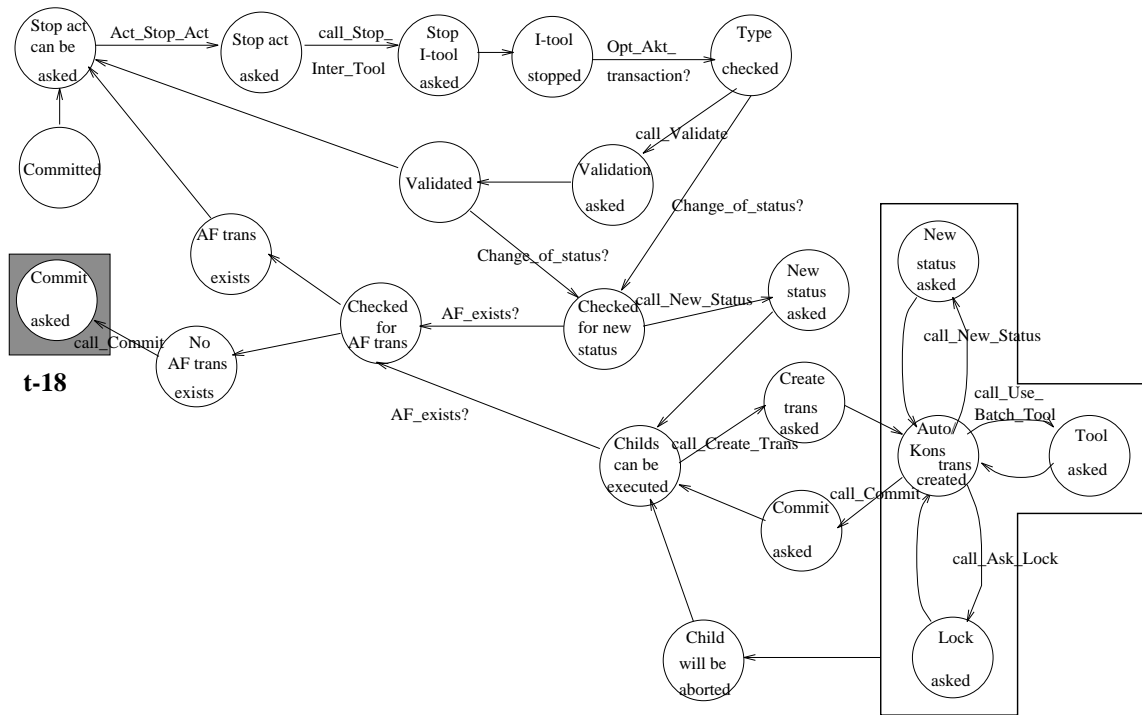 Stop act
can be
asked
Act_Stop_Act
Stop act
asked
call_Stop_
Inter_Tool
Stop
I-tool
asked
I-tool
stopped
Opt_Akt_
transaction?
Type
checked
Committed
Validated
call_Validate
Validation
asked
Change_of_status?
Change_of_status?
AF trans
exists
Commit
asked
call_Commit
t-18
No
AF trans
exists
Checked
for
AF trans
AF_exists?
Checked
for new
status
call_New_Status
New
status
asked
New
status
asked
call_New_Status
AF_exists?
Childs
can be
executed
call_Create_Trans
Create
trans
asked
Auto/
Kons
trans
created
call_Use_
Batch_Tool
Tool
asked
call_Commit
Commit
asked
call_Ask_Lock
Lock
asked
Child
will be
aborted